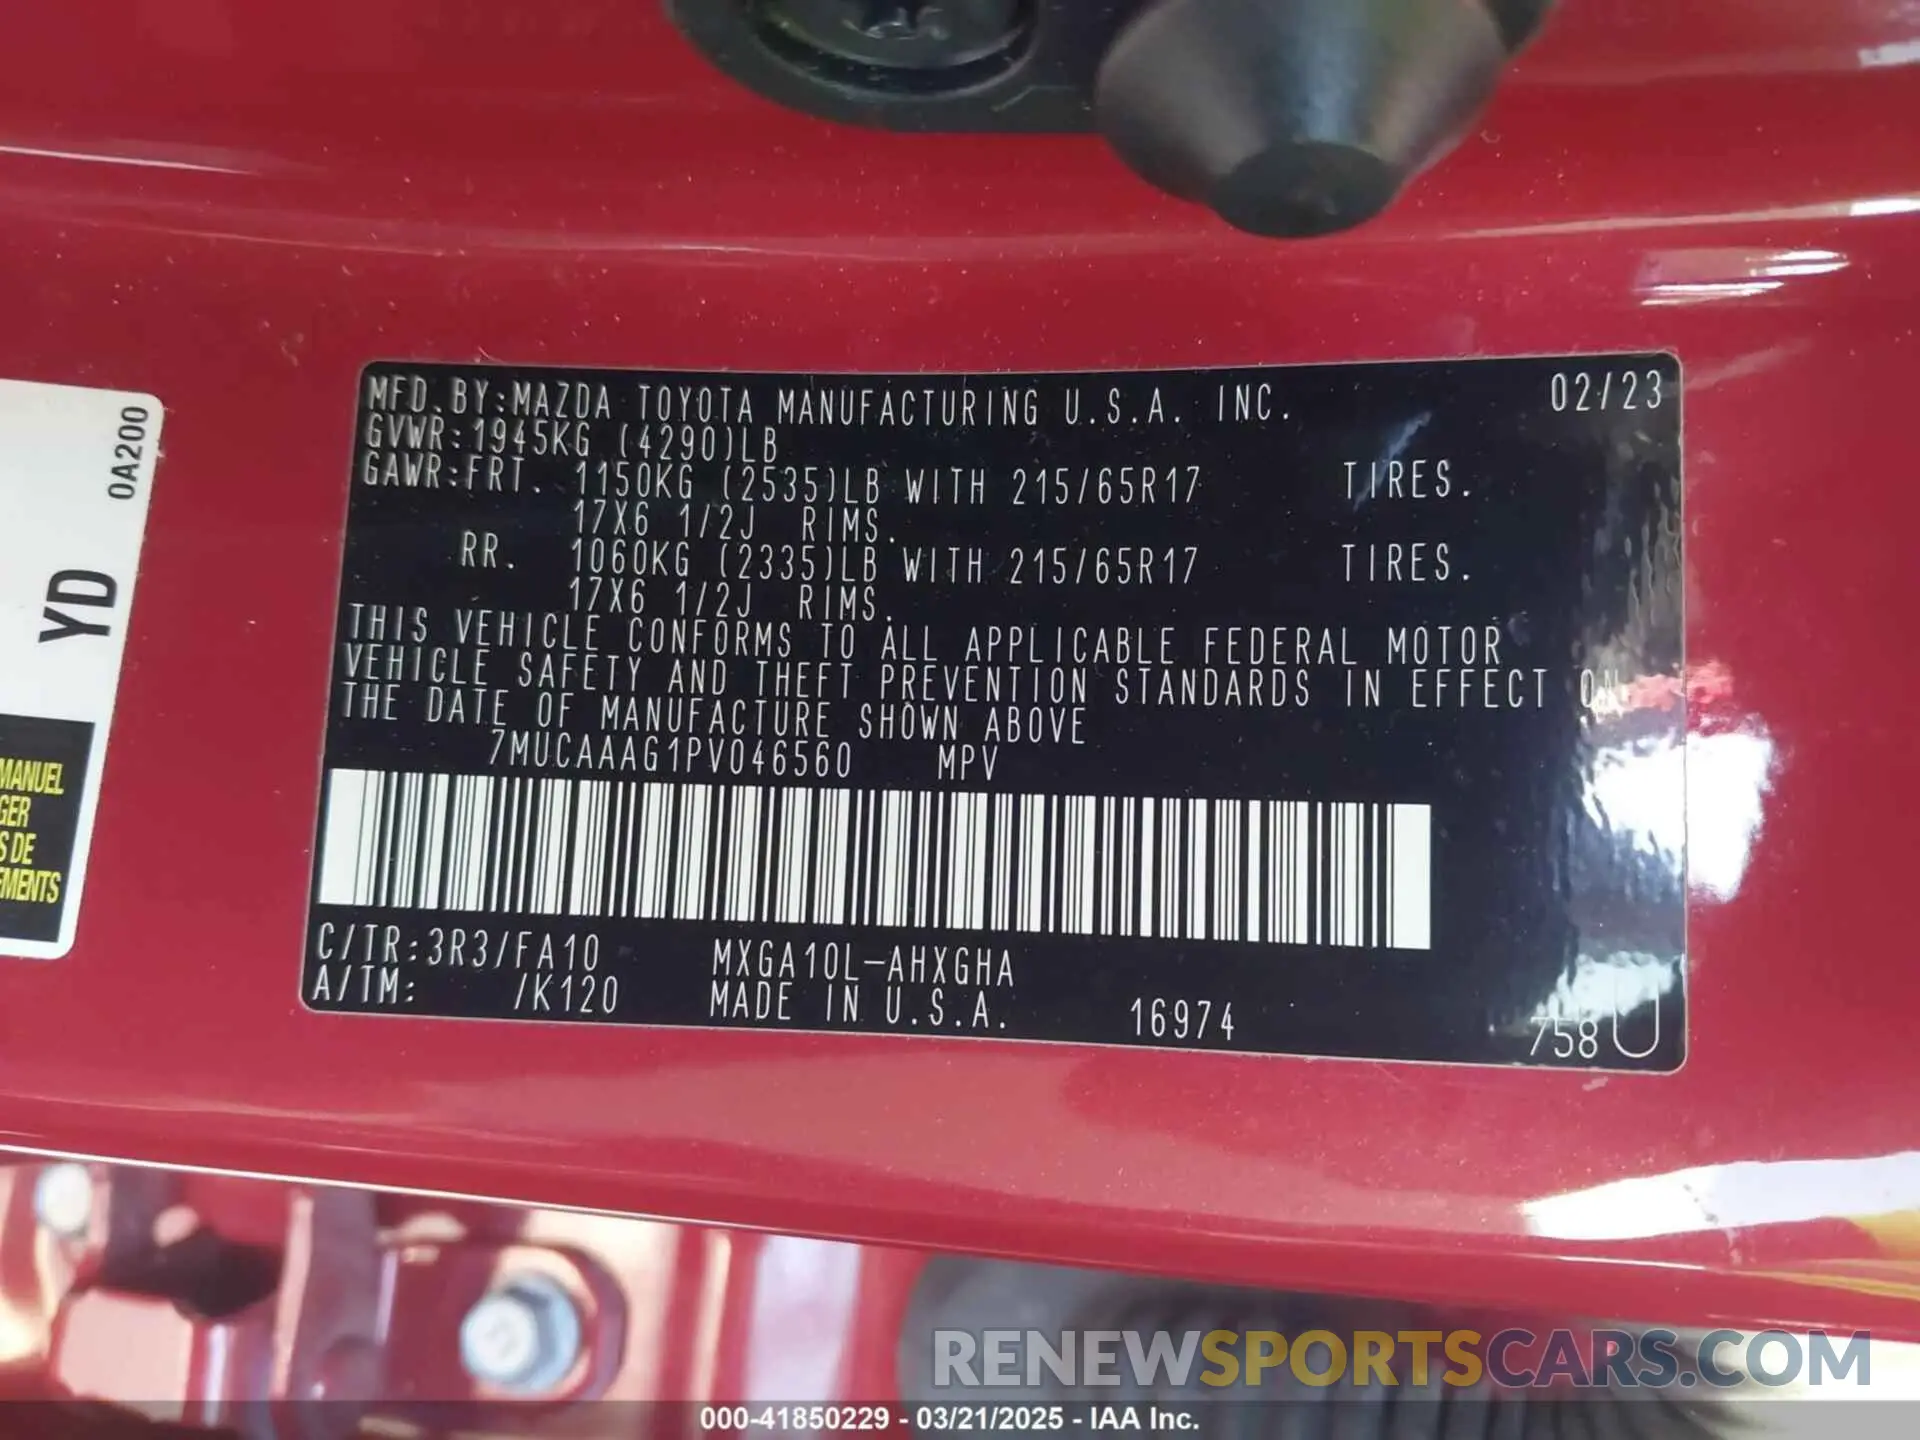 MFD. BY:MAZDA TOYOTA MANUFACTURING U.S.A. INC. 02/23
GVWR:1945KG (4290)LB
GAWR:FRT. 1150KG (2535)LB WITH 215/65R17 TIRES.
17X6 1/2J RIMS.
RR. 1060KG (2335)LB WITH 215/65R17 TIRES.
17X6 1/2J RIMS.
THIS VEHICLE CONFORMS TO ALL APPLICABLE FEDERAL MOTOR
VEHICLE SAFETY AND THEFT PREVENTION STANDARDS IN EFFECT ON
THE DATE OF MANUFACTURE SHOWN ABOVE
7MUCAAAG1PV046560 MPV
C/TR:3R3/FA10 MXGA10L-AHXGHA
A/TM: /K120 MADE IN U.S.A. 16974
758 U
0A200
YD
MANUEL
GER
S DE
EMENTS
RENEWSPORTSCARS.COM
000-41850229 - 03/21/2025 - IAA Inc.